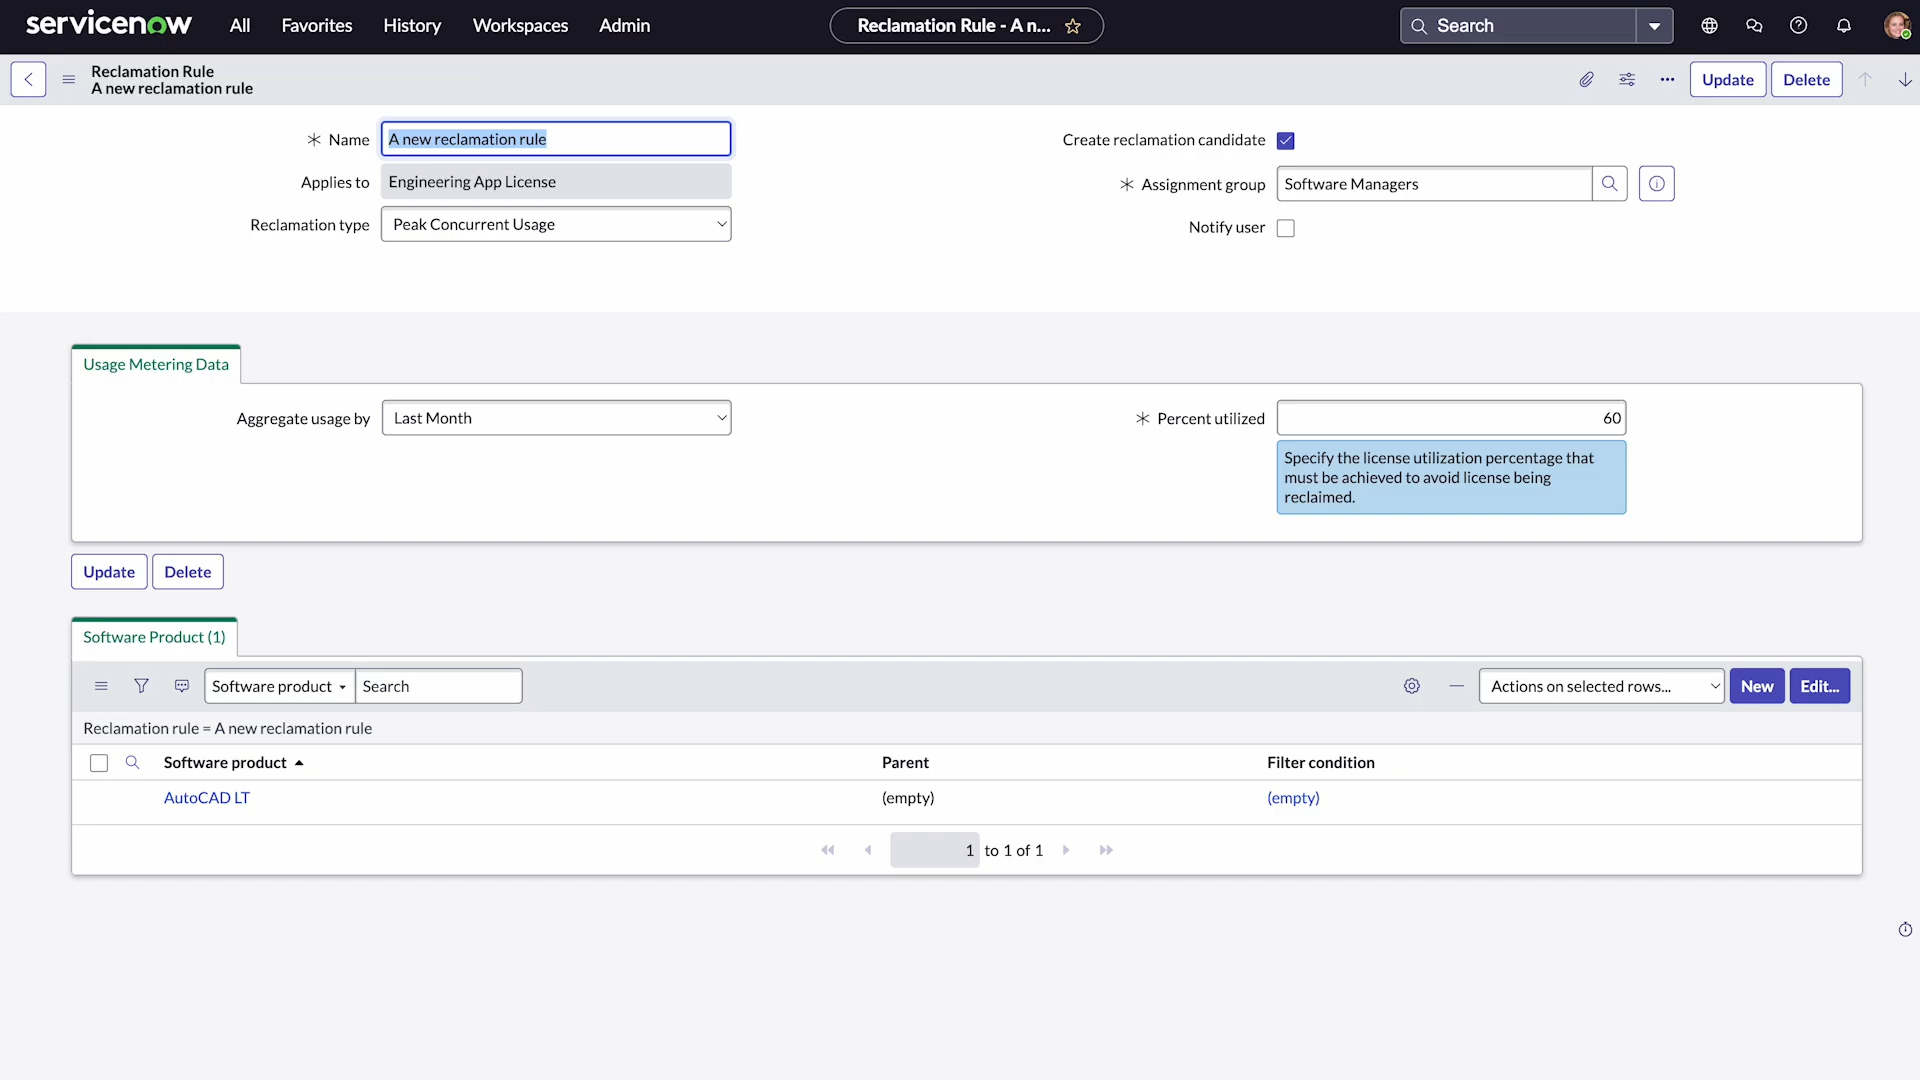 servicenow
All
Favorites
History
Workspaces
Admin
Reclamation Rule - A n...
Search
Reclamation Rule
A new reclamation rule
Update
Delete
Name
A new reclamation rule
Applies to
Engineering App License
Reclamation type
Peak Concurrent Usage
Create reclamation candidate
Assignment group
Software Managers
Notify user
Usage Metering Data
Aggregate usage by
Last Month
Percent utilized
60
Specify the license utilization percentage that
must be achieved to avoid license being
reclaimed.
Update
Delete
Software Product (1)
Software product
Search
Actions on selected rows...
New
Edit...
Reclamation rule = A new reclamation rule
Software product
Parent
Filter condition
AutoCAD LT
(empty)
(empty)
1 to 1 of 1